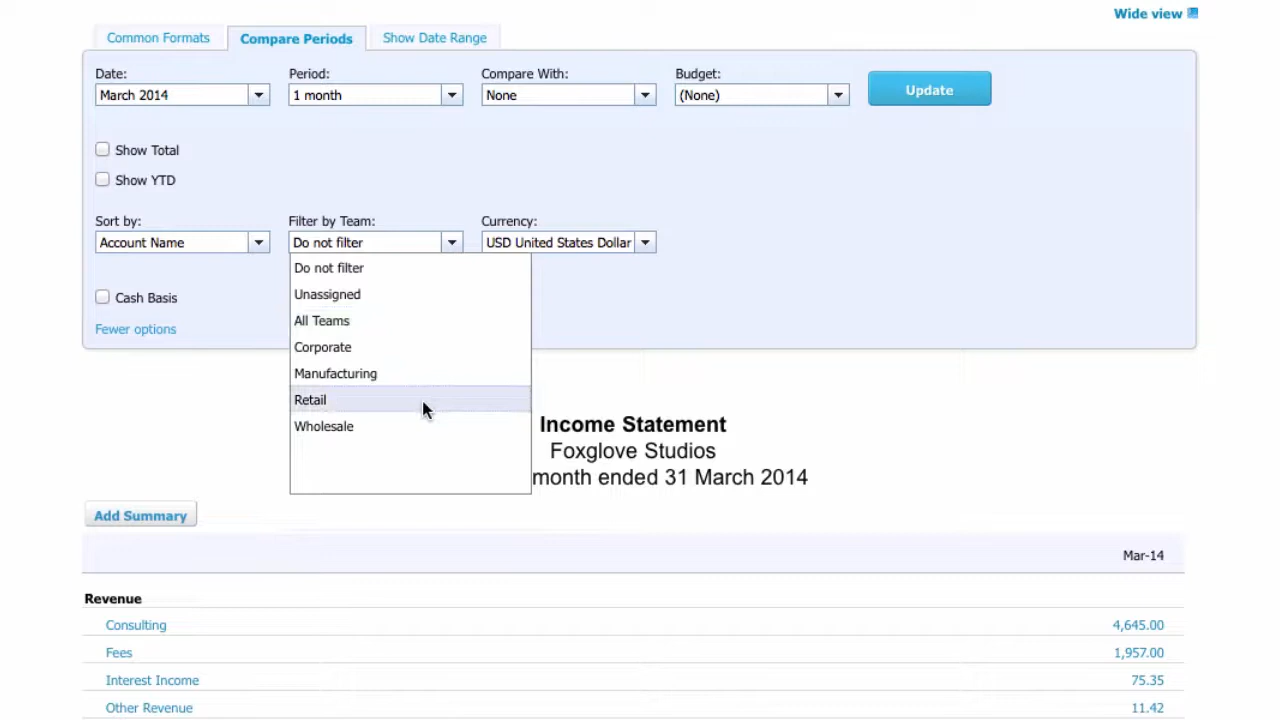 Wide view
Common Formats
Compare Periods
Show Date Range
Date:
Period:
Compare With:
Budget:
March 2014
1 month
None
(None)
Update
Show Total
Show YTD
Sort by:
Filter by Team:
Currency:
Account Name
Do not filter
USD United States Dollar
Do not filter
Unassigned
All Teams
Corporate
Manufacturing
Retail
Wholesale
Cash Basis
Fewer options
Income Statement
Foxglove Studios
month ended 31 March 2014
Add Summary
Mar-14
Revenue
Consulting 4,645.00
Fees 1,957.00
Interest Income 75.35
Other Revenue 11.42